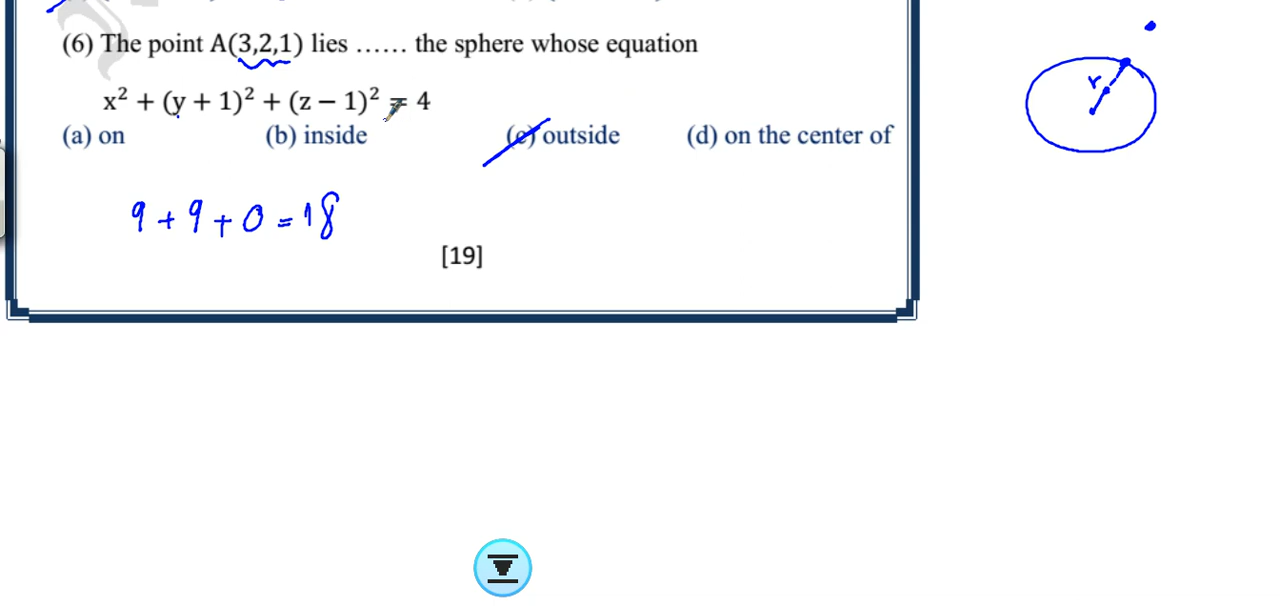 (6) The point A(3,2,1) lies …… the sphere whose equation
x² + (y + 1)² + (z − 1)² = 4
(a) on (b) inside (c) outside (d) on the center of
9 + 9 + 0 = 18
[19]
r